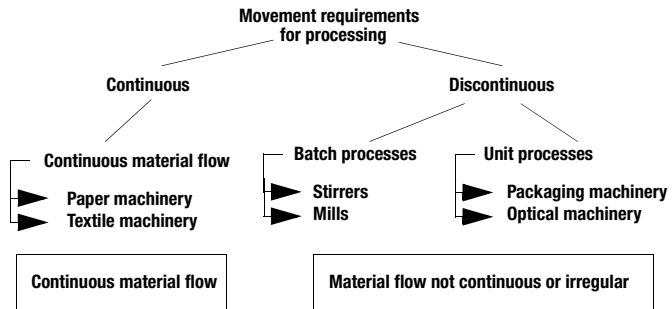 Movement requirements
for processing
Continuous
Discontinuous
Continuous material flow
Batch processes
Unit processes
Paper machinery
Textile machinery
Stirrers
Mills
Packaging machinery
Optical machinery
Continuous material flow
Material flow not continuous or irregular